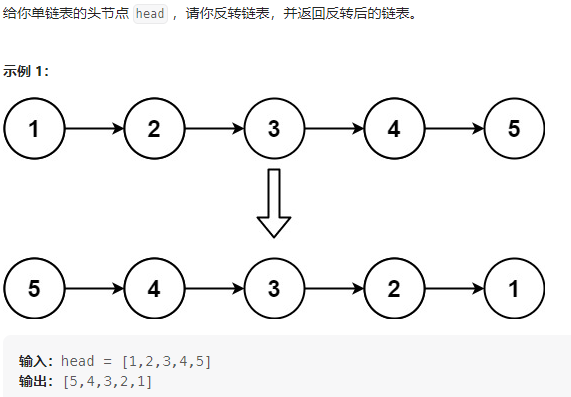 给你单链表的头节点 head ，请你反转链表，并返回反转后的链表。
示例 1：
1 2 3 4 5
5 4 3 2 1
输入：head = [1,2,3,4,5]
输出：[5,4,3,2,1]